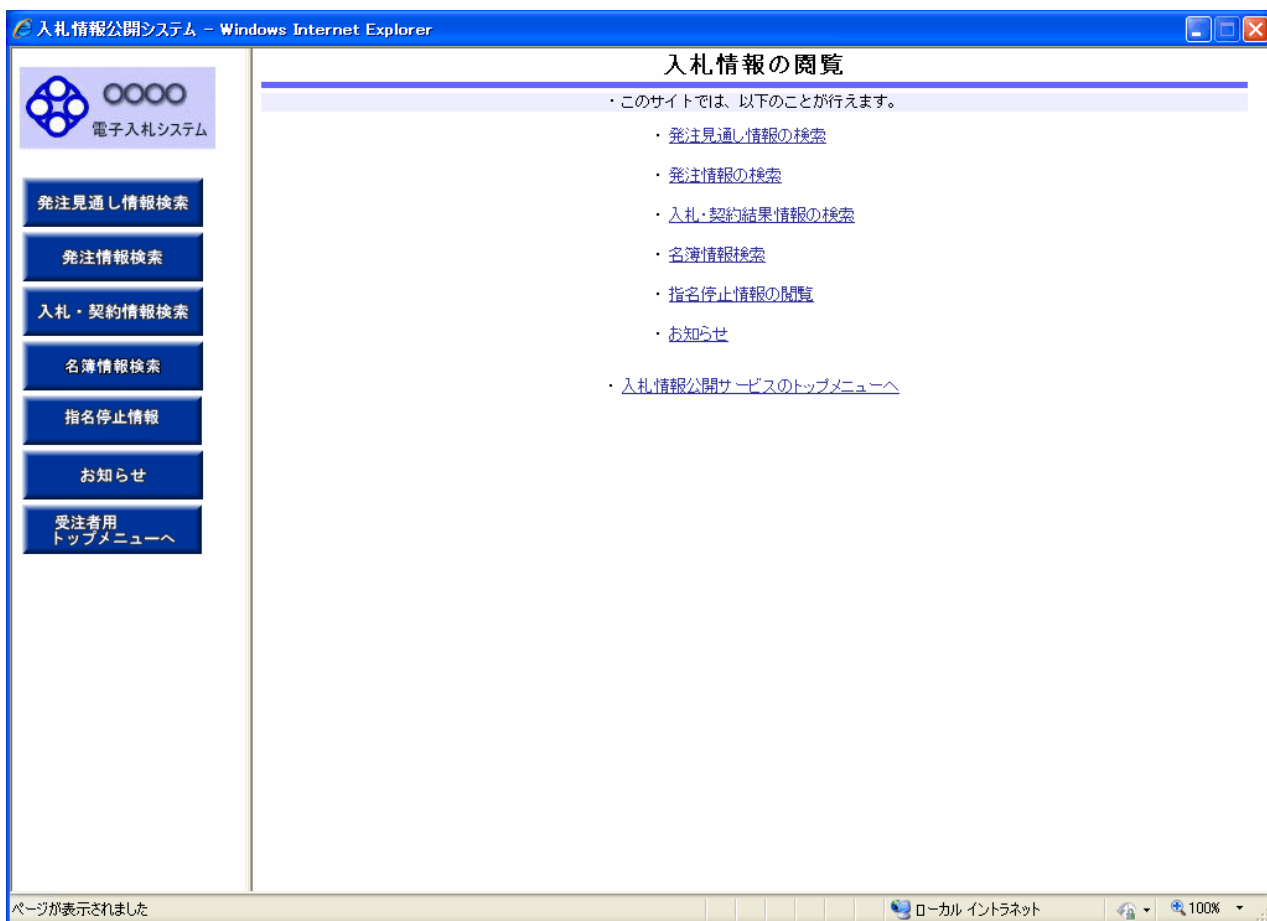 入札情報公開システム - Windows Internet Explorer
○○○○
電子入札システム
発注見通し情報検索
発注情報検索
入札・契約情報検索
名簿情報検索
指名停止情報
お知らせ
受注者用
トップメニューへ
入札情報の閲覧
・このサイトでは、以下のことが行えます。
・発注見通し情報の検索
・発注情報の検索
・入札・契約結果情報の検索
・名簿情報検索
・指名停止情報の閲覧
・お知らせ
・入札情報公開サービスのトップメニューへ
ページが表示されました
ローカル イントラネット
100%